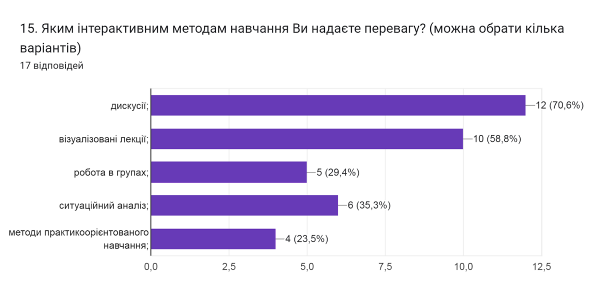 15. Яким інтерактивним методам навчання Ви надаєте перевагу? (можна обрати кілька
варіантів)
17 відповідей
дискусії;
12 (70,6%)
візуалізовані лекції;
10 (58,8%)
робота в групах;
5 (29,4%)
ситуаційний аналіз;
6 (35,3%)
методи практикоорієнтованого
навчання;
4 (23,5%)
0,0 2,5 5,0 7,5 10,0 12,5